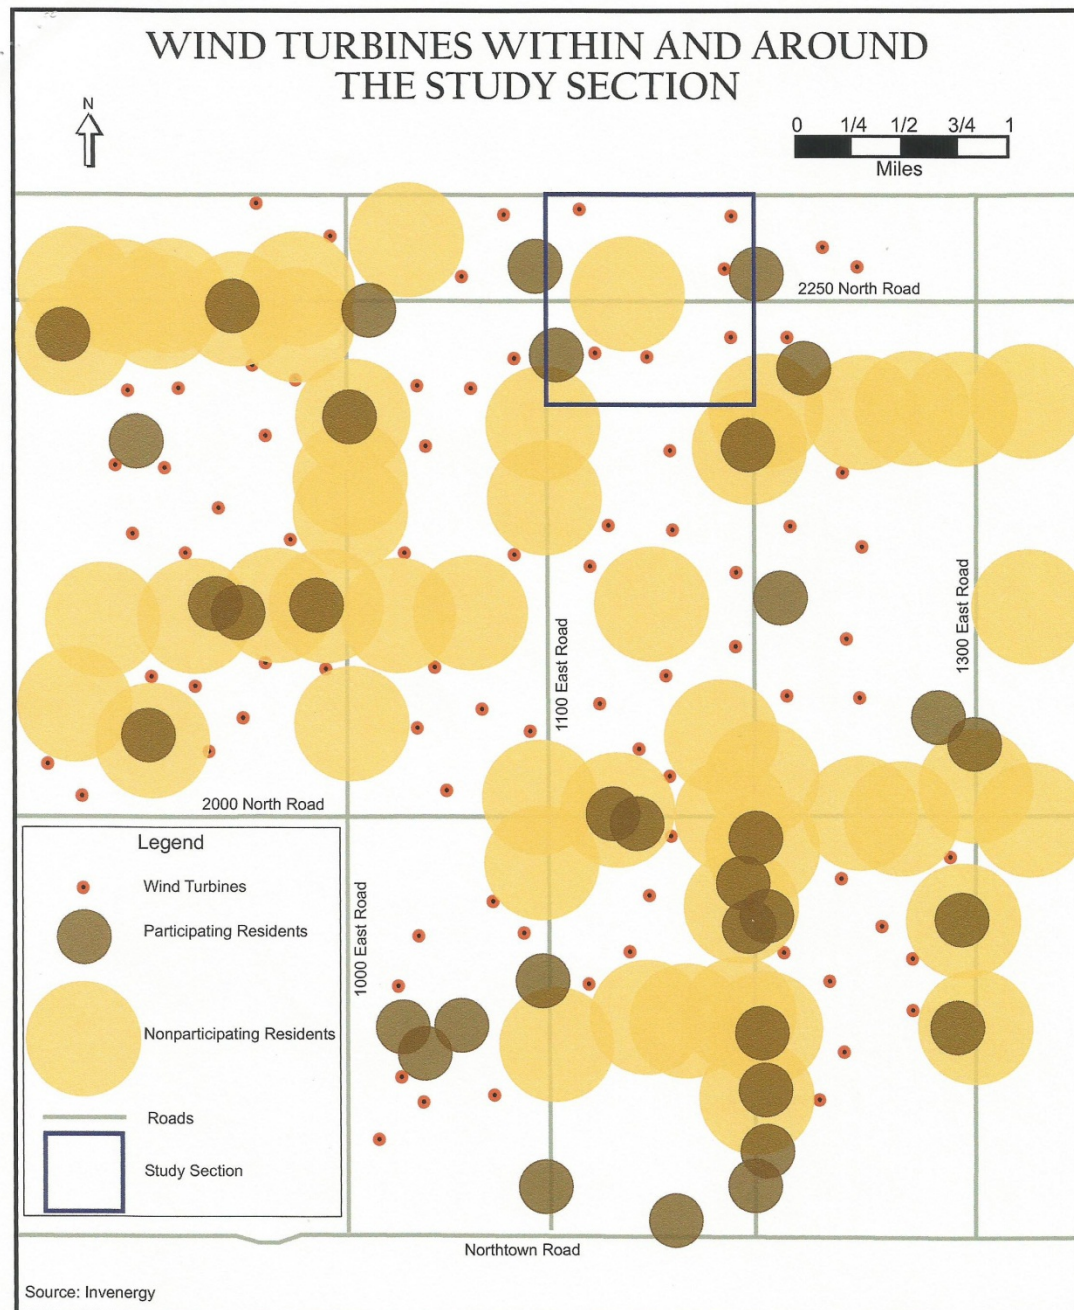 WIND TURBINES WITHIN AND AROUND
THE STUDY SECTION
N
0 1/4 1/2 3/4 1
Miles
2250 North Road
1300 East Road
1100 East Road
2000 North Road
1000 East Road
Legend
Wind Turbines
Participating Residents
Nonparticipating Residents
Roads
Study Section
Northtown Road
Source: Invenergy